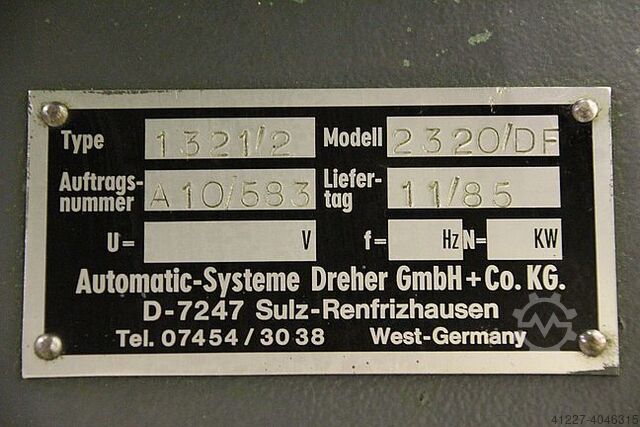 Type 1321/2 Modell 2320/DF
Auftrags-nummer A10/583 Liefer-tag 11/85
U= V f= Hz N= KW
Automatic-Systeme Dreher GmbH + Co. KG.
D-7247 Sulz-Renfrizhausen
Tel. 07454 / 30 38 West-Germany
41227-4046315